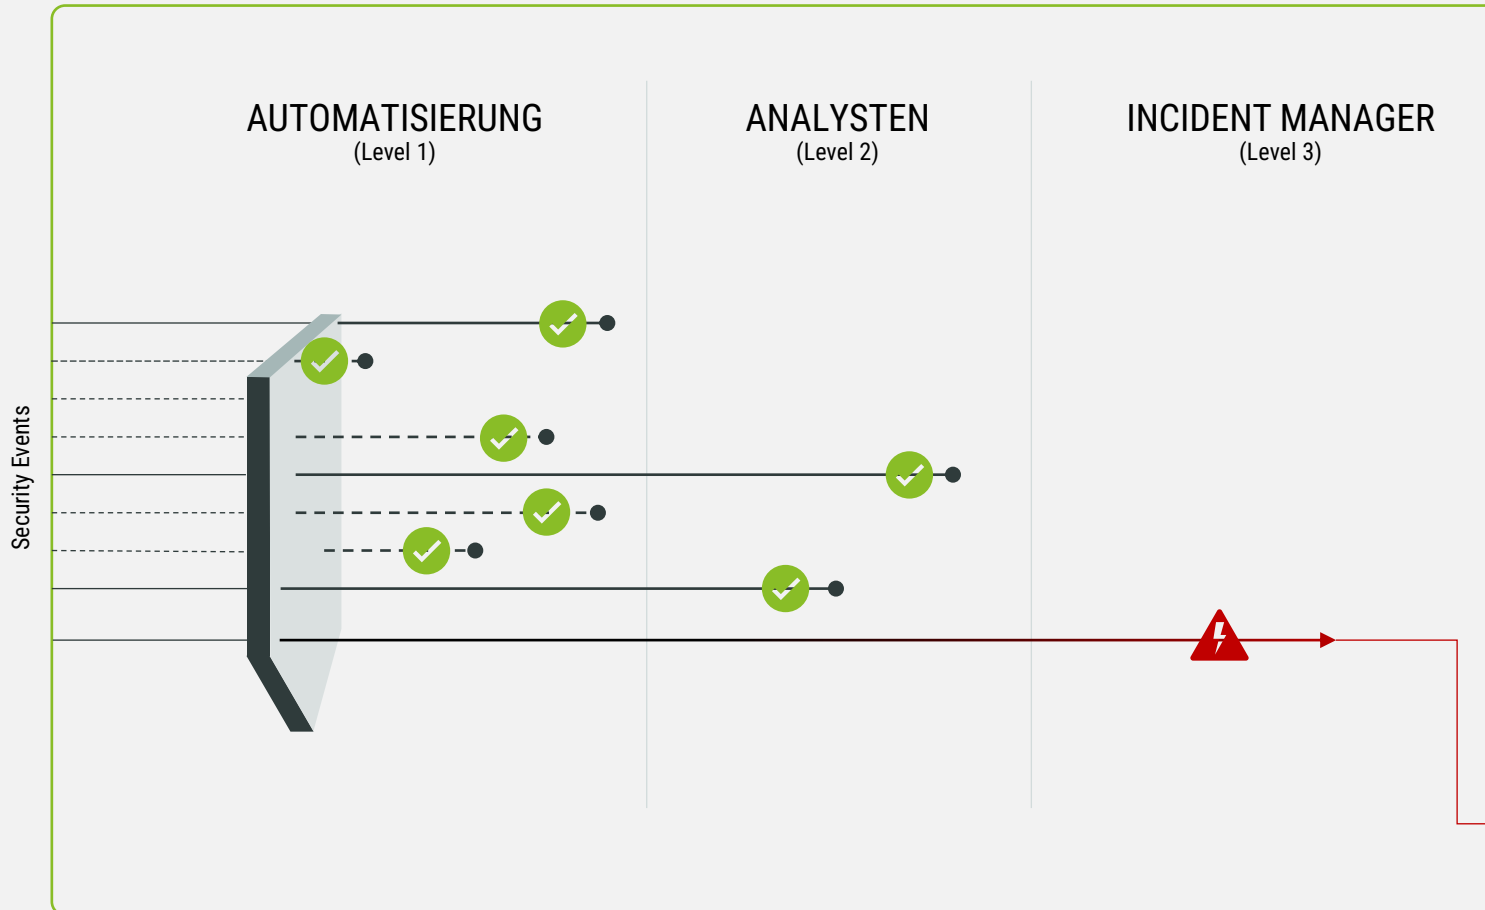 AUTOMATISIERUNG
(Level 1)
ANALYSTEN
(Level 2)
INCIDENT MANAGER
(Level 3)
Security Events